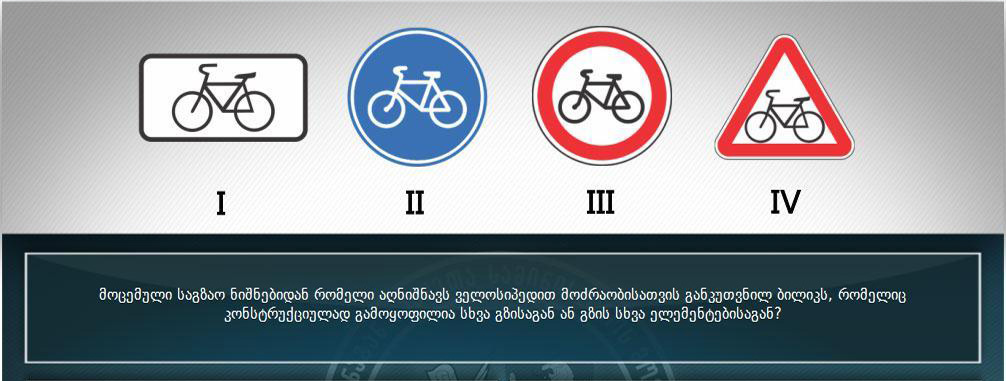 I II III IV
მოცემული საგზაო ნიშნებიდან რომელი აღნიშნავს ველოსიპედით მოძრაობისათვის განკუთვნილ ბილიკს, რომელიც
კონსტრუქციულად გამოყოფილია სხვა გზისაგან ან გზის სხვა ელემენტებისაგან?